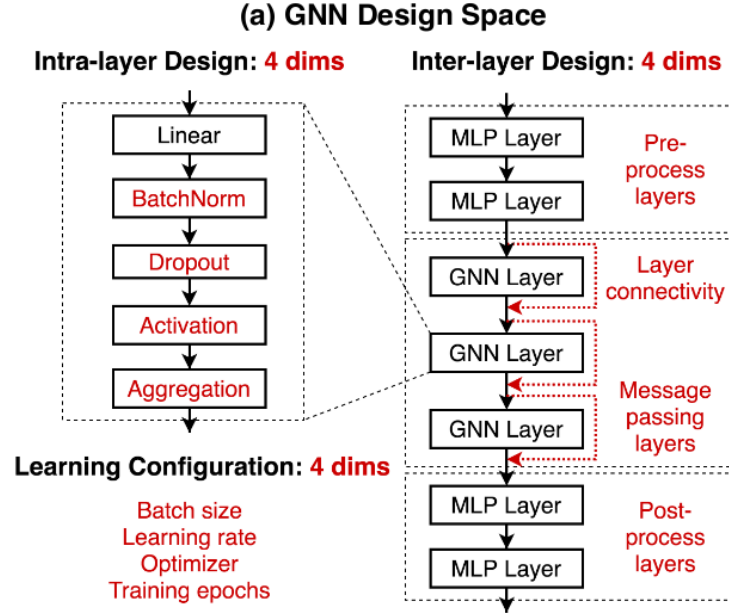 (a) GNN Design Space
Intra-layer Design: 4 dims
Linear
BatchNorm
Dropout
Activation
Aggregation
Learning Configuration: 4 dims
Batch size
Learning rate
Optimizer
Training epochs
Inter-layer Design: 4 dims
MLP Layer
MLP Layer
Pre-
process
layers
GNN Layer
Layer
connectivity
GNN Layer
GNN Layer
Message
passing
layers
MLP Layer
MLP Layer
Post-
process
layers